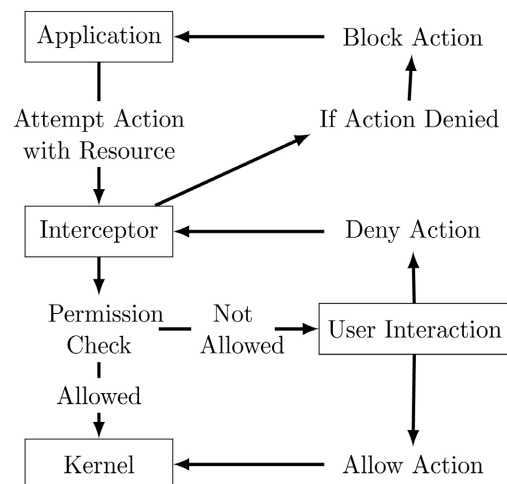 Application
Block Action
Attempt Action
with Resource
If Action Denied
Interceptor
Deny Action
Permission
Check
Not
Allowed
User Interaction
Allowed
Kernel
Allow Action